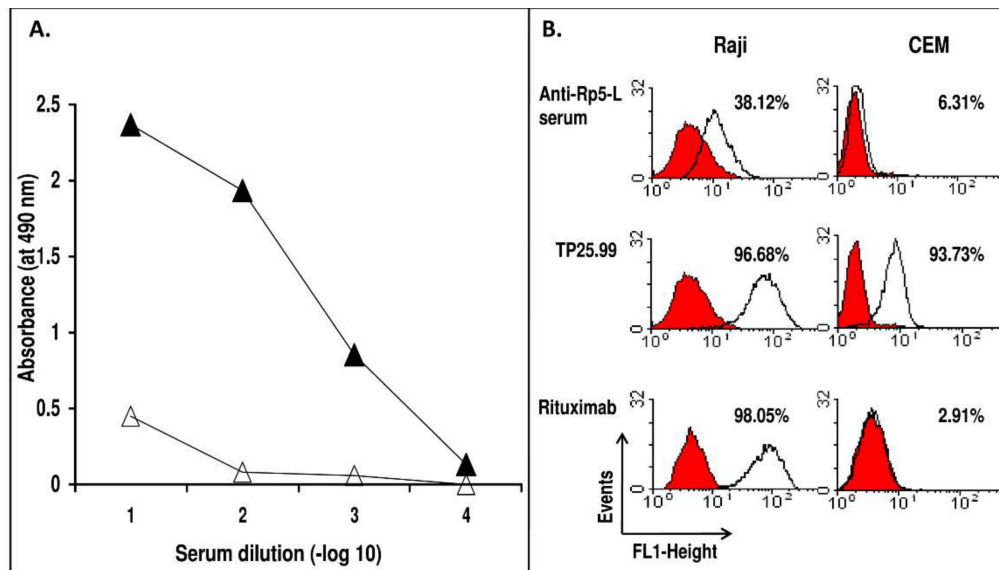 A.
2.5
2
1.5
1
0.5
0
Absorbance (at 490 nm)
1 2 3 4
Serum dilution (-log 10)
B.
Raji CEM
Anti-Rp5-L
serum
32
0
38.12%
10⁰ 10¹ 10²
32
0
6.31%
10⁰ 10¹ 10²
TP25.99
32
0
96.68%
10⁰ 10¹ 10²
32
0
93.73%
10⁰ 10¹ 10²
Rituximab
32
0
98.05%
10⁰ 10¹ 10²
32
0
2.91%
10⁰ 10¹ 10²
Events
FL1-Height